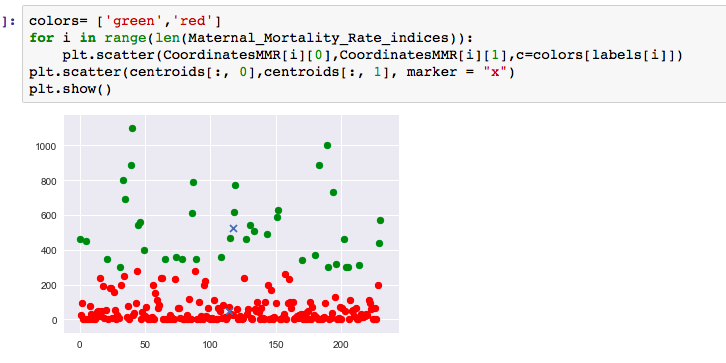 ]: colors= ['green','red']
for i in range(len(Maternal_Mortality_Rate_indices)):
    plt.scatter(CoordinatesMMR[i][0],CoordinatesMMR[i][1],c=colors[labels[i]])
plt.scatter(centroids[:, 0],centroids[:, 1], marker = "x")
plt.show()
1000
800
600
400
200
0
0 50 100 150 200